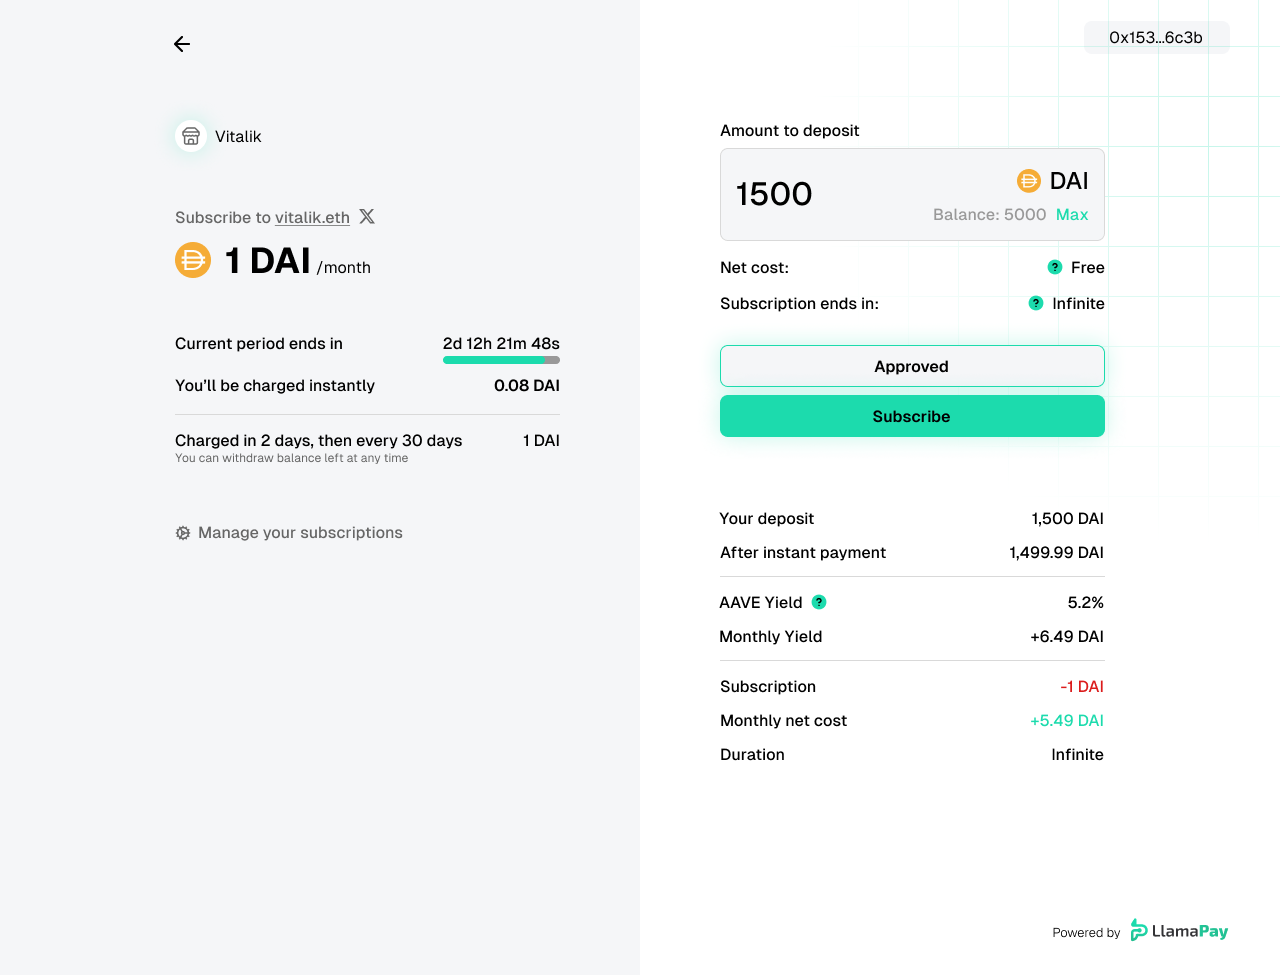 Vitalik
Subscribe to vitalik.eth
1 DAI /month
Current period ends in 2d 12h 21m 48s
You’ll be charged instantly 0.08 DAI
Charged in 2 days, then every 30 days 1 DAI
You can withdraw balance left at any time
Manage your subscriptions
0x153...6c3b
Amount to deposit
1500 DAI
Balance: 5000 Max
Net cost: ? Free
Subscription ends in: ? Infinite
Approved
Subscribe
Your deposit 1,500 DAI
After instant payment 1,499.99 DAI
AAVE Yield ? 5.2%
Monthly Yield +6.49 DAI
Subscription -1 DAI
Monthly net cost +5.49 DAI
Duration Infinite
Powered by LlamaPay